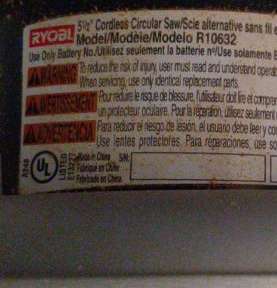 RYOBI
5½" Cordless Circular Saw/Scie alternative sans fil
Model/Modèle/Modelo R10632
Use Only Battery No./Utilisez seulement la batterie nº/Use solamente
WARNING To reduce the risk of injury, user must read and understand
When servicing, use only identical replacement parts.
AVERTISSEMENT Pour réduire le risque de blessure, l'utilisateur doit lire et
un protecteur oculaire. Pour la réparation, utilisez seulement
ADVERTENCIA Para reducir el riesgo de lesión, el usuario debe leer y
Use lentes protectores. Para reparaciones, use
UL
LISTED
Made in China
Fabriqué en Chine
Fabricado en China
S/N: